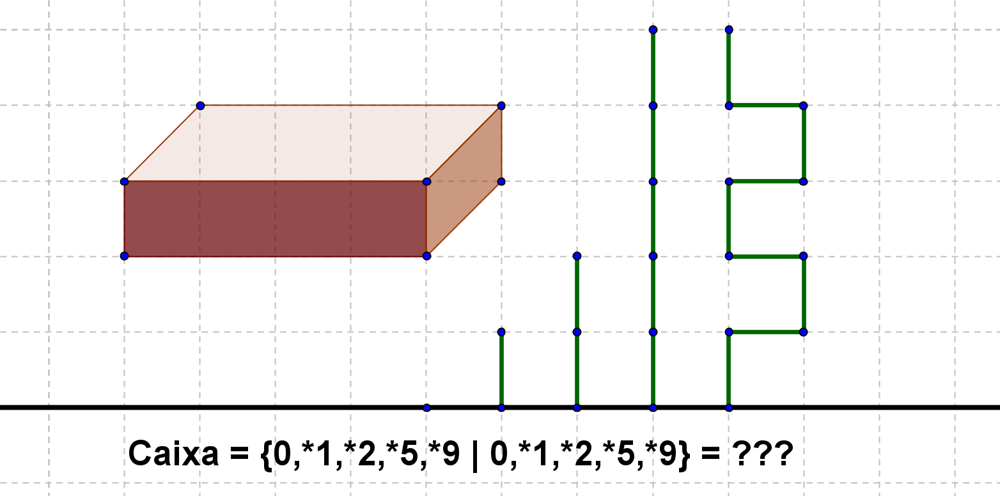 Caixa = {0,*1,*2,*5,*9 | 0,*1,*2,*5,*9} = ???